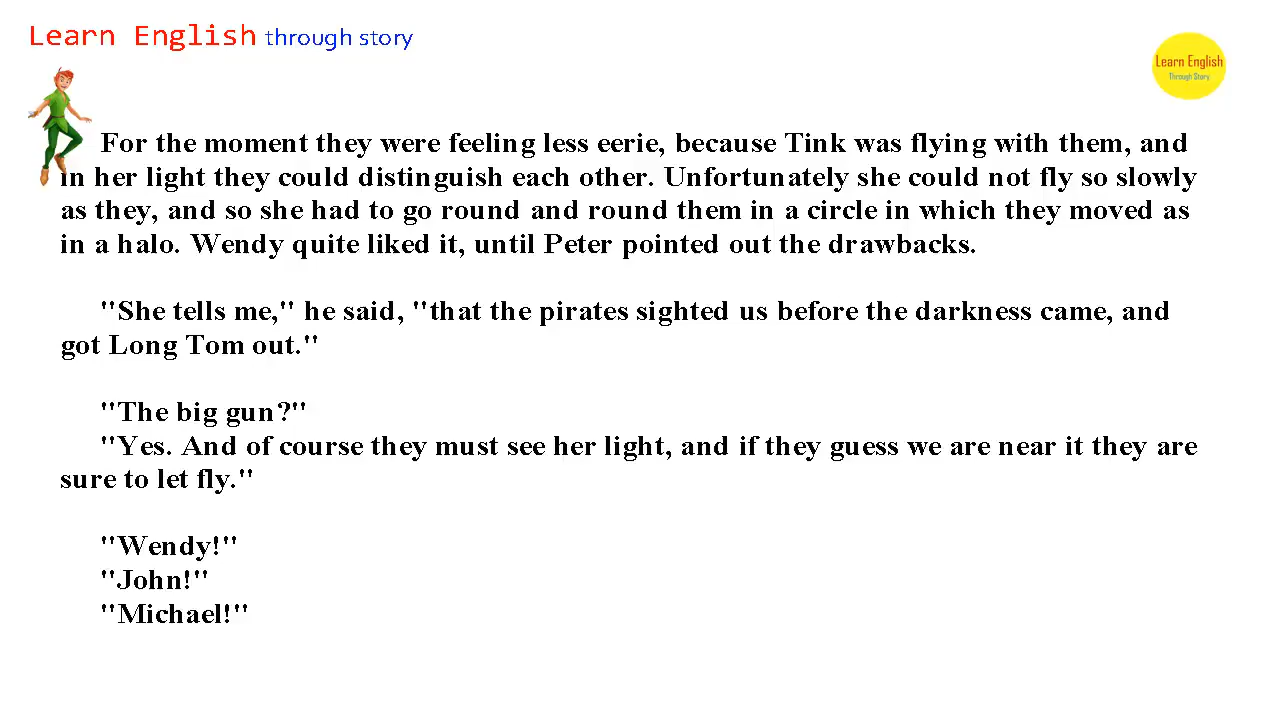 Learn English through story
Learn English
Through Story
For the moment they were feeling less eerie, because Tink was flying with them, and
in her light they could distinguish each other. Unfortunately she could not fly so slowly
as they, and so she had to go round and round them in a circle in which they moved as
in a halo. Wendy quite liked it, until Peter pointed out the drawbacks.
"She tells me," he said, "that the pirates sighted us before the darkness came, and
got Long Tom out."
"The big gun?"
"Yes. And of course they must see her light, and if they guess we are near it they are
sure to let fly."
"Wendy!"
"John!"
"Michael!"